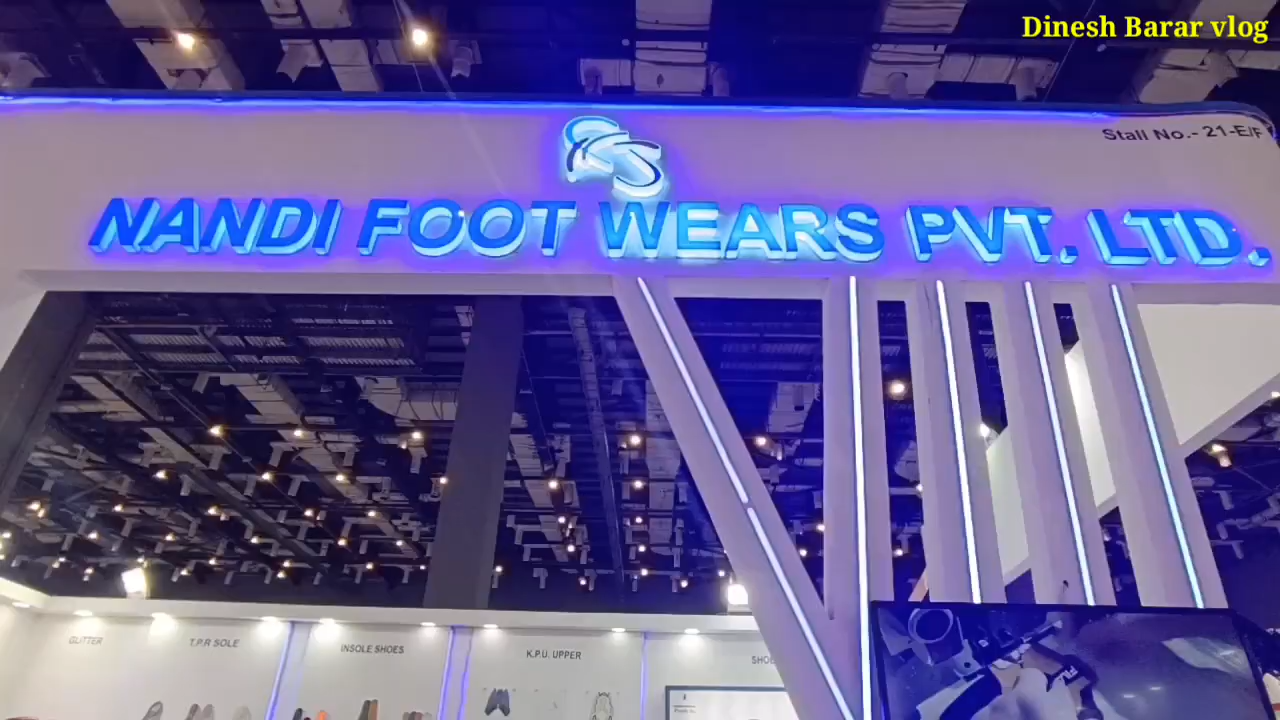 Dinesh Barar vlog
Stall No.- 21-E/F
NANDI FOOT WEARS PVT. LTD.
GLITTER
T.P.R SOLE
INSOLE SHOES
K.P.U. UPPER